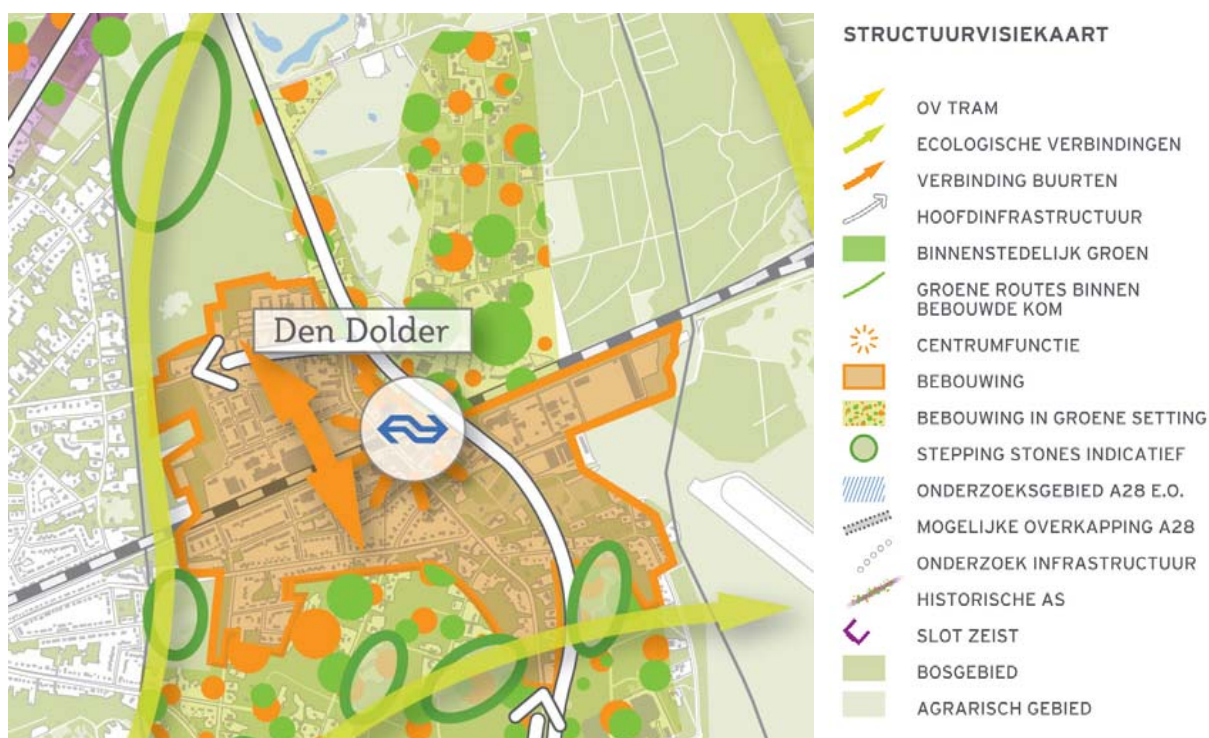 Den Dolder
STRUCTUURVISIEKAART
OV TRAM
ECOLOGISCHE VERBINDINGEN
VERBINDING BUURTEN
HOOFDINFRASTRUCTUUR
BINNENSTEDELIJK GROEN
GROENE ROUTES BINNEN
BEBOUWDE KOM
CENTRUMFUNCTIE
BEBOUWING
BEBOUWING IN GROENE SETTING
STEPPING STONES INDICATIEF
ONDERZOEKSGEBIED A28 E.O.
MOGELIJKE OVERKAPPING A28
ONDERZOEK INFRASTRUCTUUR
HISTORISCHE AS
SLOT ZEIST
BOSGEBIED
AGRARISCH GEBIED